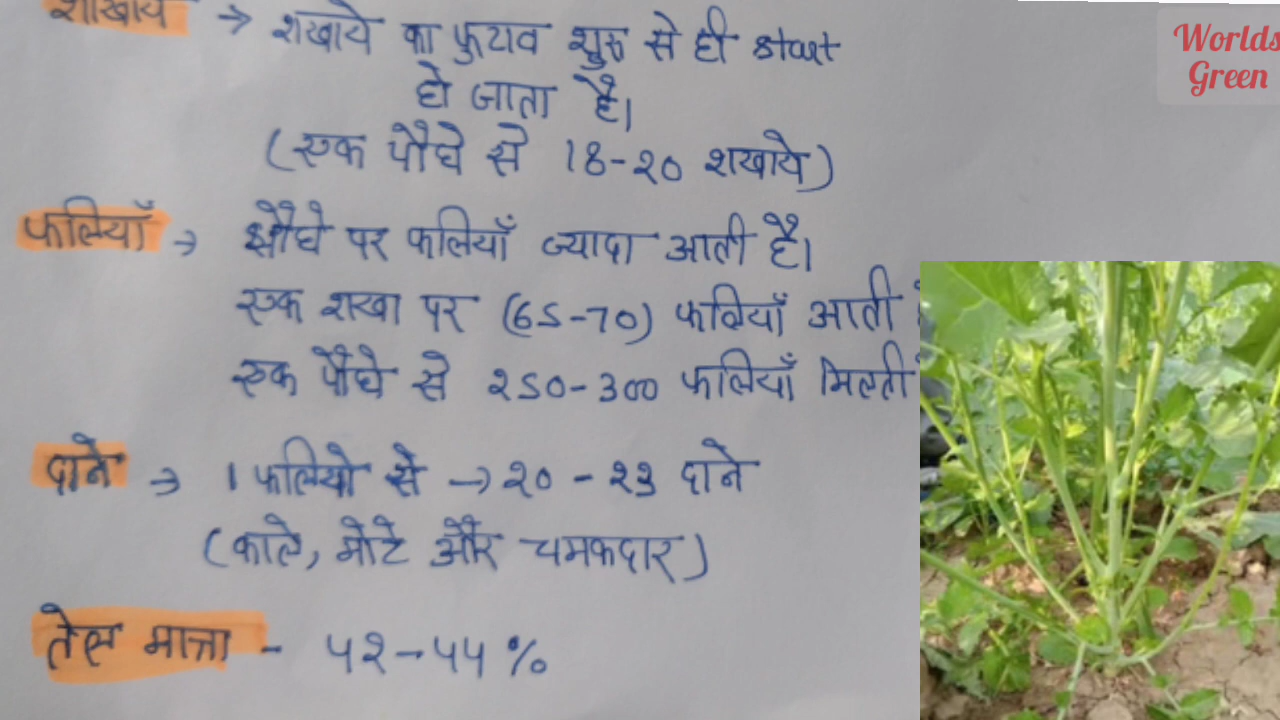 शाखाये → शखाये का फुटाव शुरु से ही start
हो जाता है।
(एक पौधे से 18-20 शखाये)
फलियाँ → पौधे पर फलियाँ ज्यादा आती है।
एक शखा पर (65-70) फलियाँ आती
एक पौधे से 250-300 फलियाँ मिलती
दाने → 1 फलियो से → 20 - 23 दाने
(काले, मोटे और चमकदार)
तेल मात्रा - 42-44 %
Worlds
Green